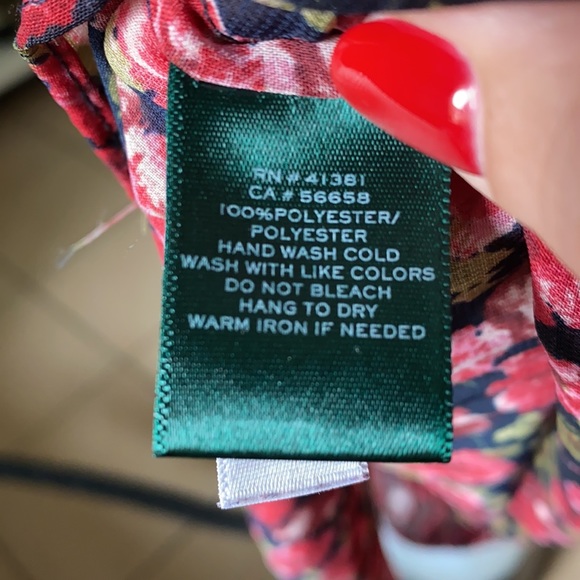 RN # 41381
CA # 56658
100%POLYESTER/
POLYESTER
HAND WASH COLD
WASH WITH LIKE COLORS
DO NOT BLEACH
HANG TO DRY
WARM IRON IF NEEDED